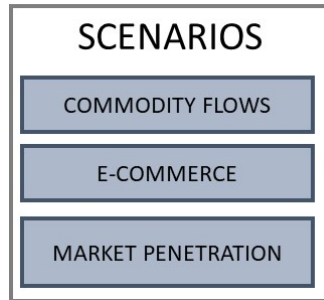 SCENARIOS
COMMODITY FLOWS
E-COMMERCE
MARKET PENETRATION